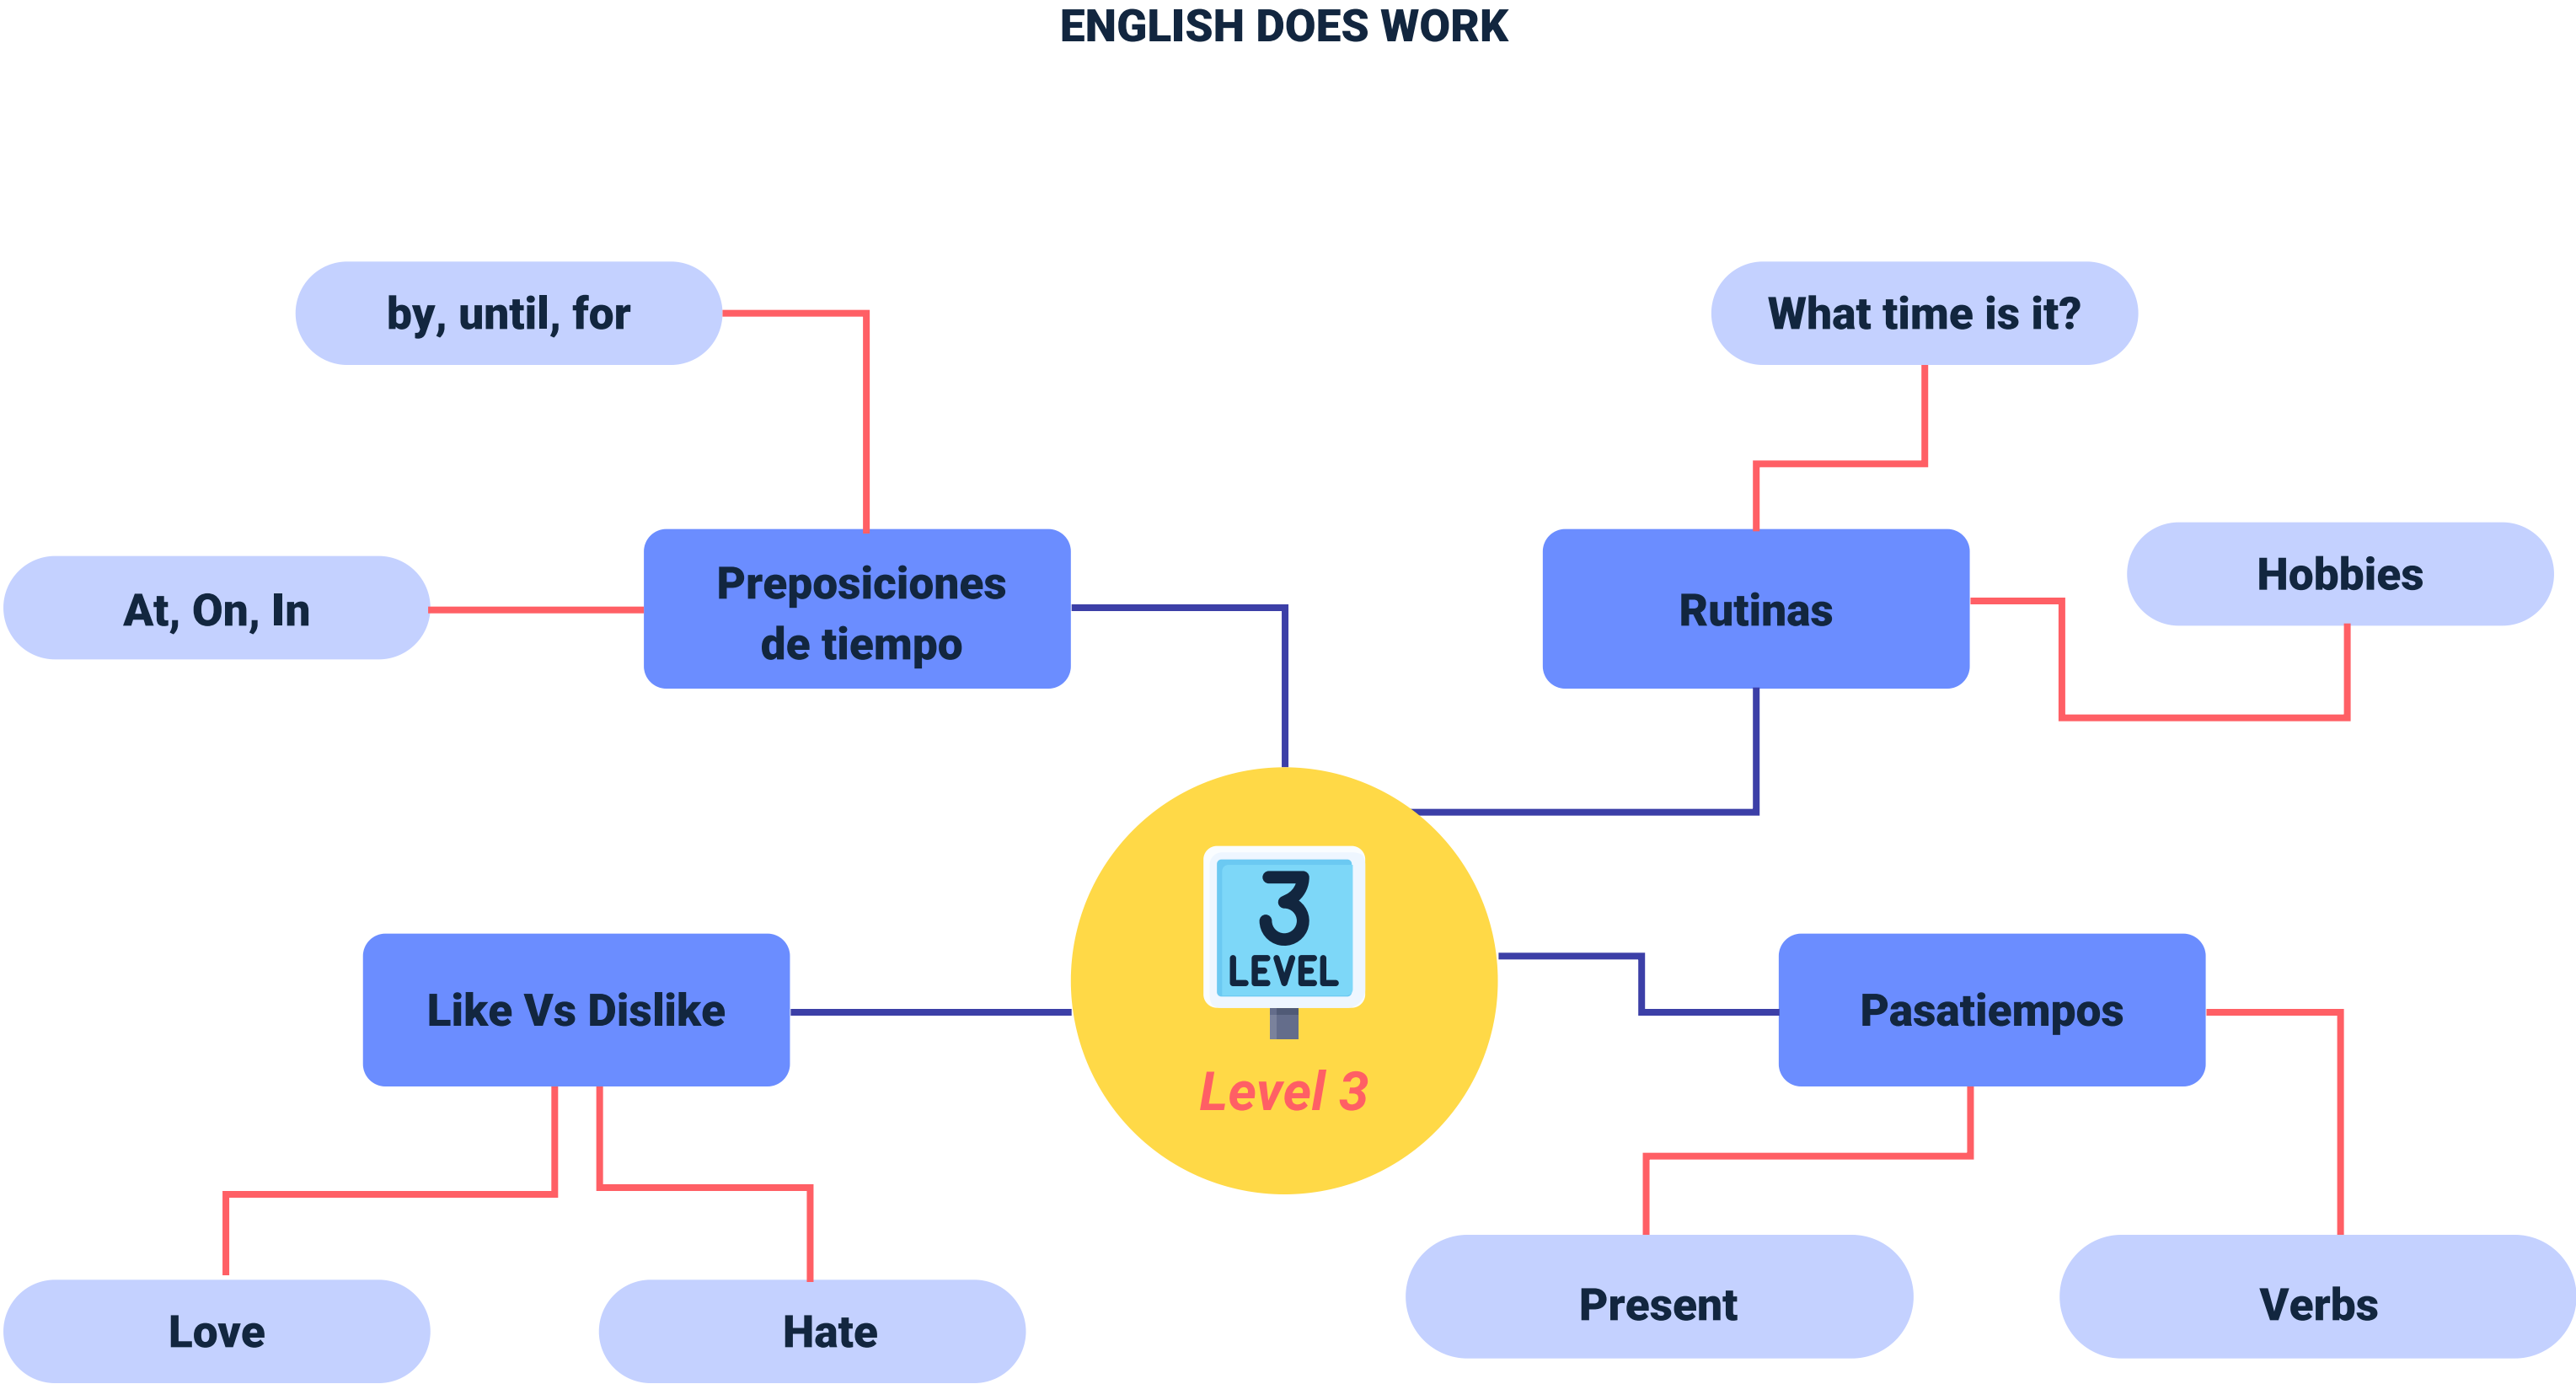 ENGLISH DOES WORK
by, until, for
What time is it?
At, On, In
Preposiciones
de tiempo
Rutinas
Hobbies
3
LEVEL
Level 3
Like Vs Dislike
Pasatiempos
Love
Hate
Present
Verbs